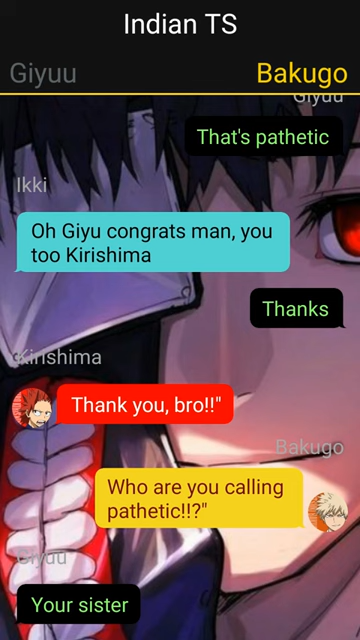 Indian TS
Giyuu Bakugo
Giyuu
That's pathetic
Ikki
Oh Giyu congrats man, you
too Kirishima
Thanks
Kirishima
Thank you, bro!!"
Bakugo
Who are you calling
pathetic!!?"
Giyuu
Your sister